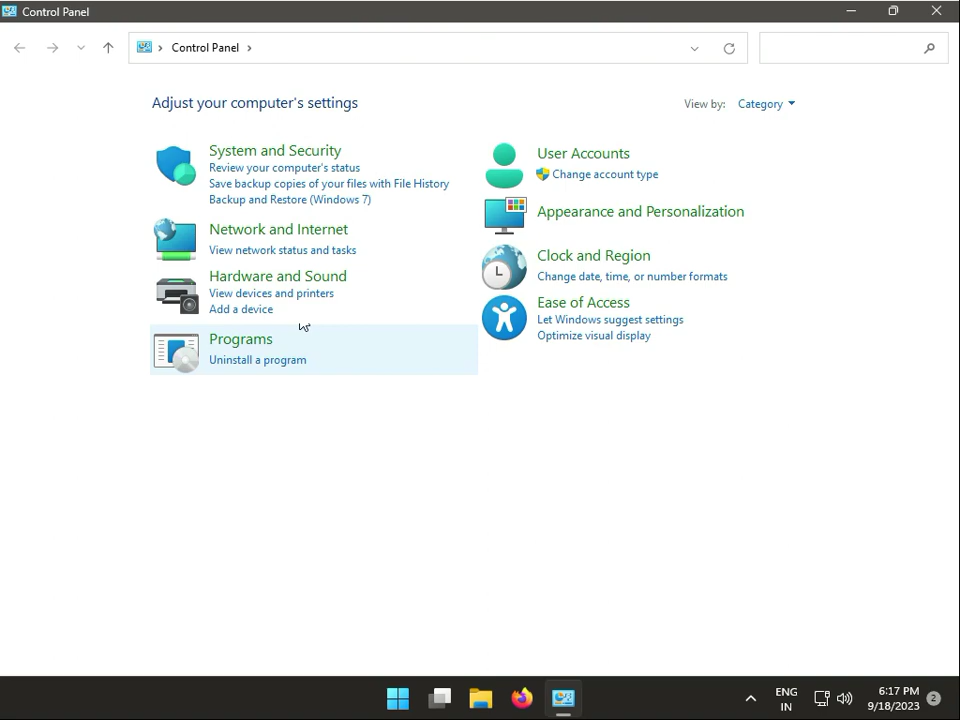 Control Panel
Control Panel
Adjust your computer's settings
View by: Category
System and Security
Review your computer's status
Save backup copies of your files with File History
Backup and Restore (Windows 7)
Network and Internet
View network status and tasks
Hardware and Sound
View devices and printers
Add a device
Programs
Uninstall a program
User Accounts
Change account type
Appearance and Personalization
Clock and Region
Change date, time, or number formats
Ease of Access
Let Windows suggest settings
Optimize visual display
ENG
IN
6:17 PM
9/18/2023
2